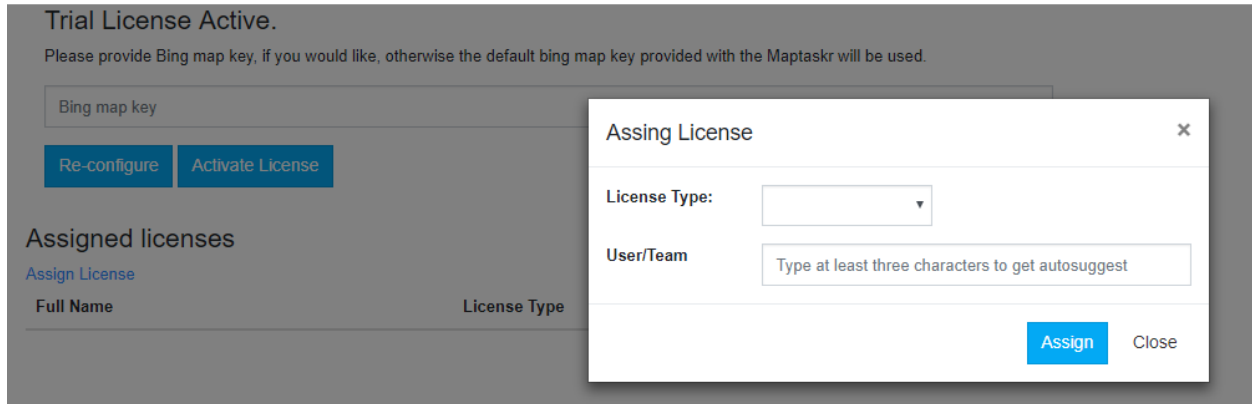 Trial License Active.
Please provide Bing map key, if you would like, otherwise the default bing map key provided with the Maptaskr will be used.
Bing map key
Re-configure
Activate License
Assigned licenses
Assign License
Full Name
License Type
Assing License
×
License Type:
User/Team
Type at least three characters to get autosuggest
Assign
Close